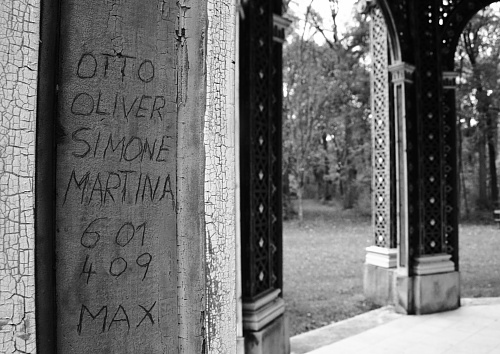 OTTO
OLIVER
SIMONE
MARTINA
6 01
4 09
MAX